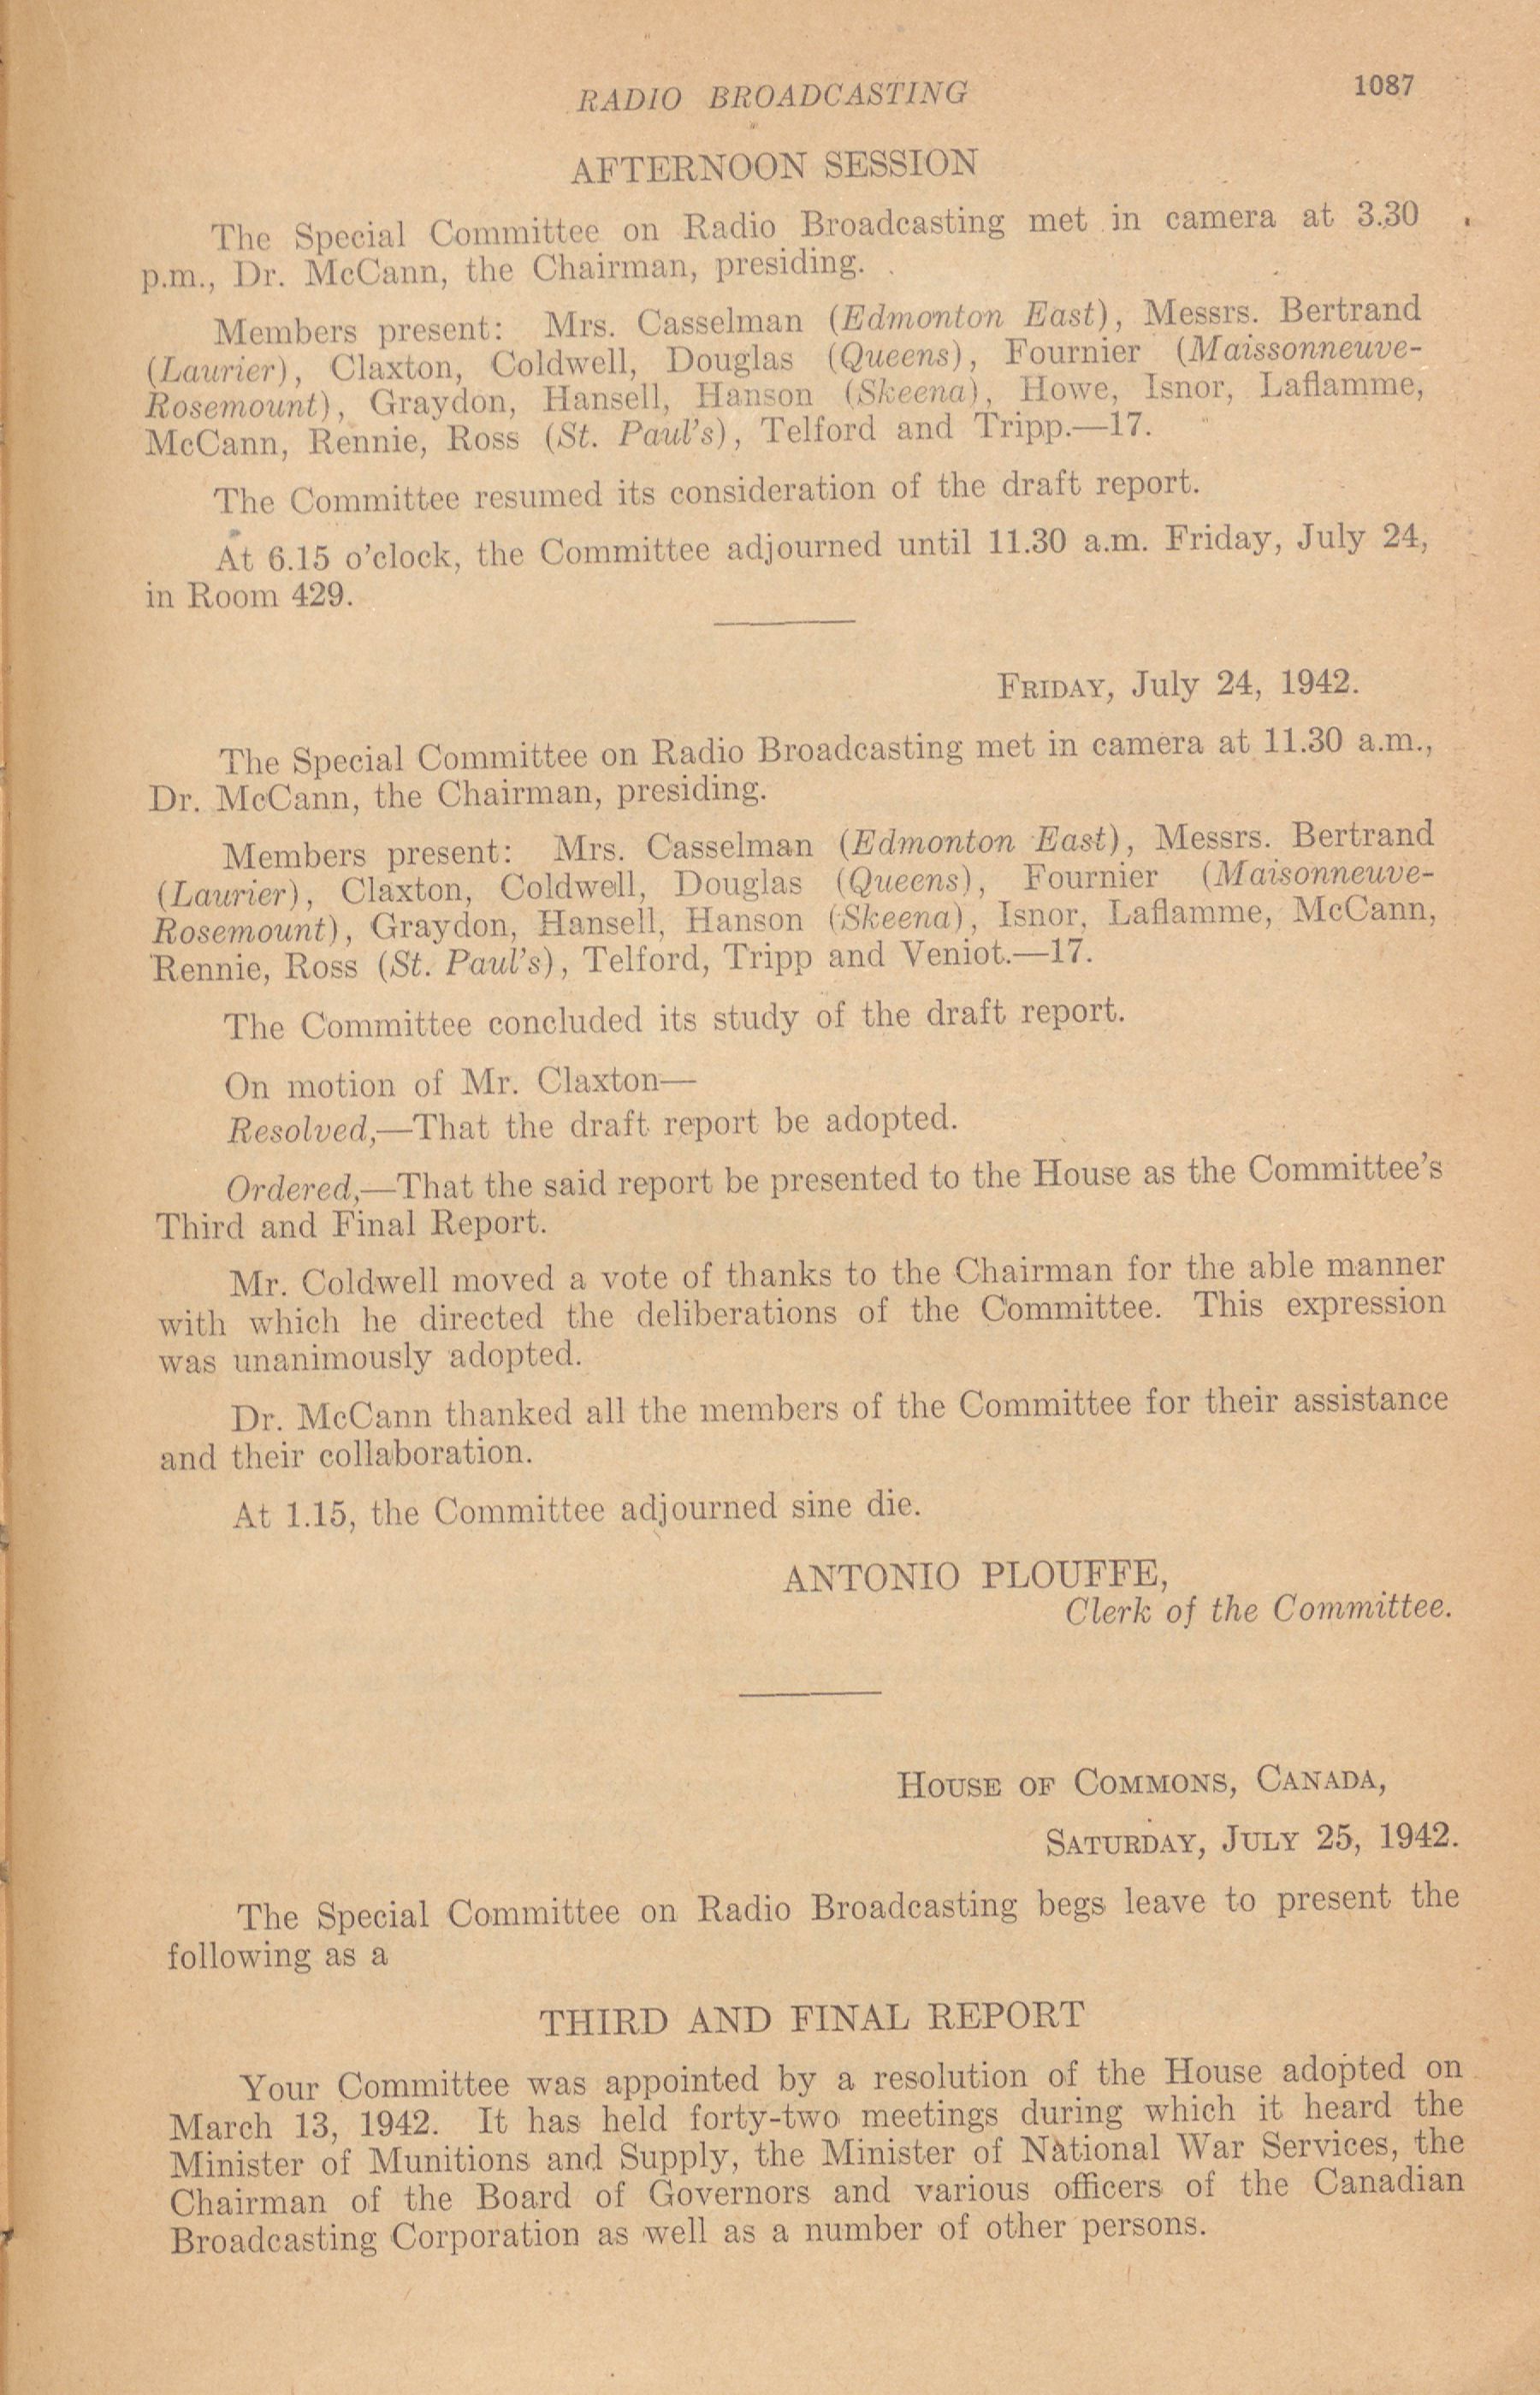 RADIO BROADCASTING 1087
AFTERNOON SESSION
The Special Committee on Radio Broadcasting met in camera at 3.30
p.m., Dr. McCann, the Chairman, presiding.
Members present: Mrs. Casselman (Edmonton East), Messrs. Bertrand
(Laurier), Claxton, Coldwell, Douglas (Queens), Fournier (Maissonneuve-
Rosemount), Graydon, Hansell, Hanson (Skeena), Howe, Isnor, Laflamme,
McCann, Rennie, Ross (St. Paul's), Telford and Tripp.—17.
The Committee resumed its consideration of the draft report.
At 6.15 o'clock, the Committee adjourned until 11.30 a.m. Friday, July 24,
in Room 429.
FRIDAY, July 24, 1942.
The Special Committee on Radio Broadcasting met in camera at 11.30 a.m.,
Dr. McCann, the Chairman, presiding.
Members present: Mrs. Casselman (Edmonton East), Messrs. Bertrand
(Laurier), Claxton, Coldwell, Douglas (Queens), Fournier (Maisonneuve-
Rosemount), Graydon, Hansell, Hanson (Skeena), Isnor, Laflamme, McCann,
Rennie, Ross (St. Paul's), Telford, Tripp and Veniot.—17.
The Committee concluded its study of the draft report.
On motion of Mr. Claxton—
Resolved,—That the draft report be adopted.
Ordered,—That the said report be presented to the House as the Committee's
Third and Final Report.
Mr. Coldwell moved a vote of thanks to the Chairman for the able manner
with which he directed the deliberations of the Committee. This expression
was unanimously adopted.
Dr. McCann thanked all the members of the Committee for their assistance
and their collaboration.
At 1.15, the Committee adjourned sine die.
ANTONIO PLOUFFE,
Clerk of the Committee.
HOUSE OF COMMONS, CANADA,
SATURDAY, JULY 25, 1942.
The Special Committee on Radio Broadcasting begs leave to present the
following as a
THIRD AND FINAL REPORT
Your Committee was appointed by a resolution of the House adopted on
March 13, 1942. It has held forty-two meetings during which it heard the
Minister of Munitions and Supply, the Minister of National War Services, the
Chairman of the Board of Governors and various officers of the Canadian
Broadcasting Corporation as well as a number of other persons.